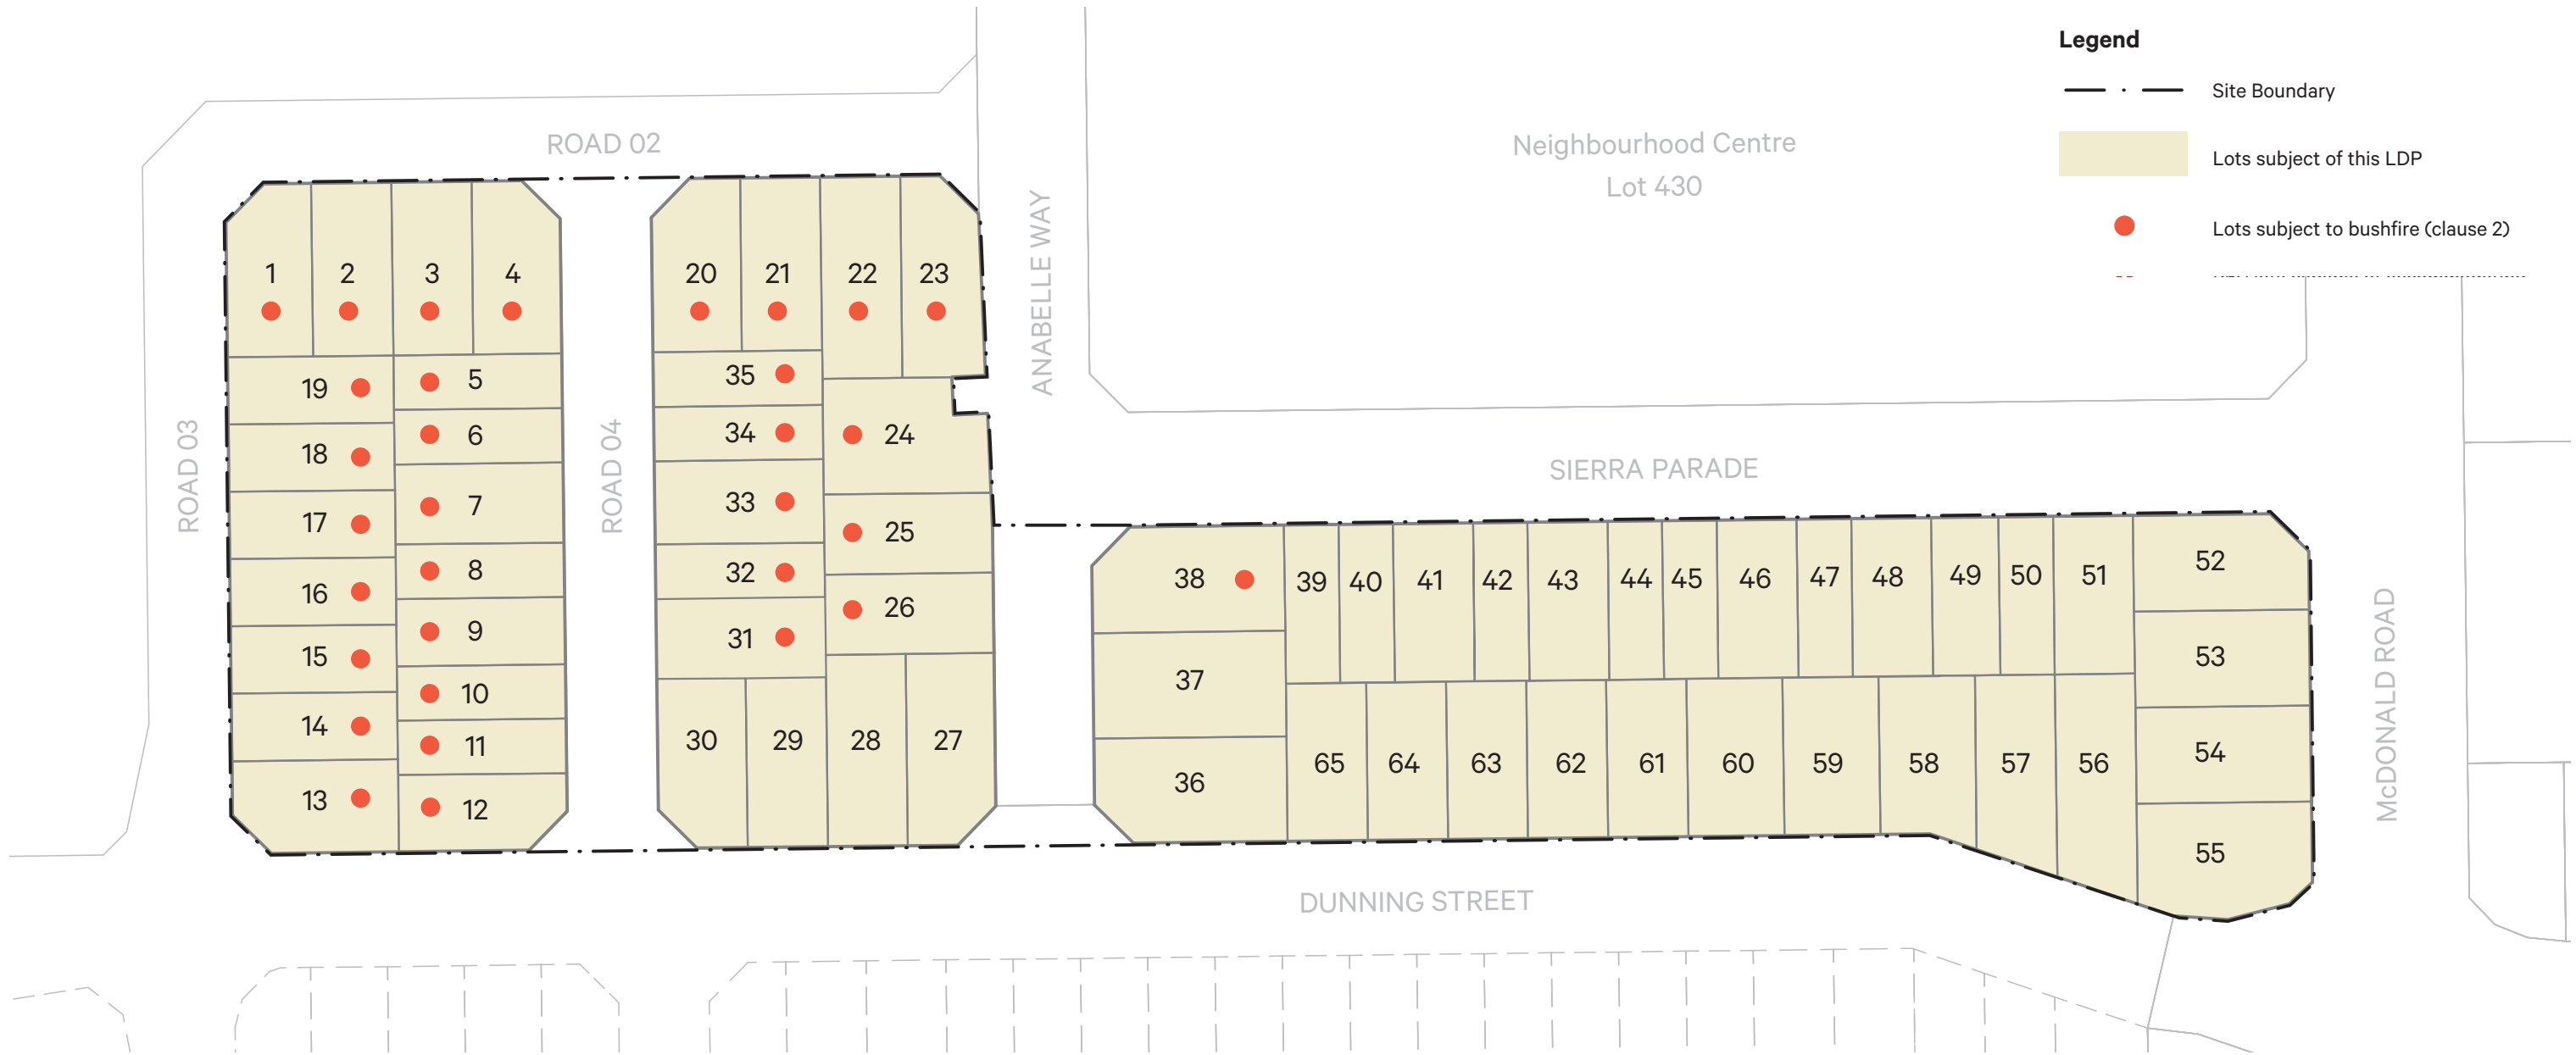 Legend
Site Boundary
Lots subject of this LDP
Lots subject to bushfire (clause 2)
Neighbourhood Centre
Lot 430
ROAD 02
ANABELLE WAY
ROAD 03
ROAD 04
SIERRA PARADE
McDONALD ROAD
DUNNING STREET
1 2 3 4
20 21 22 23
19 5
18 6
17 7
16 8
15 9
14 10
11
13 12
35
34 24
33 25
32 26
31
30 29 28 27
38 39 40 41 42 43 44 45 46 47 48 49 50 51 52
37 53
36 65 64 63 62 61 60 59 58 57 56 54
55